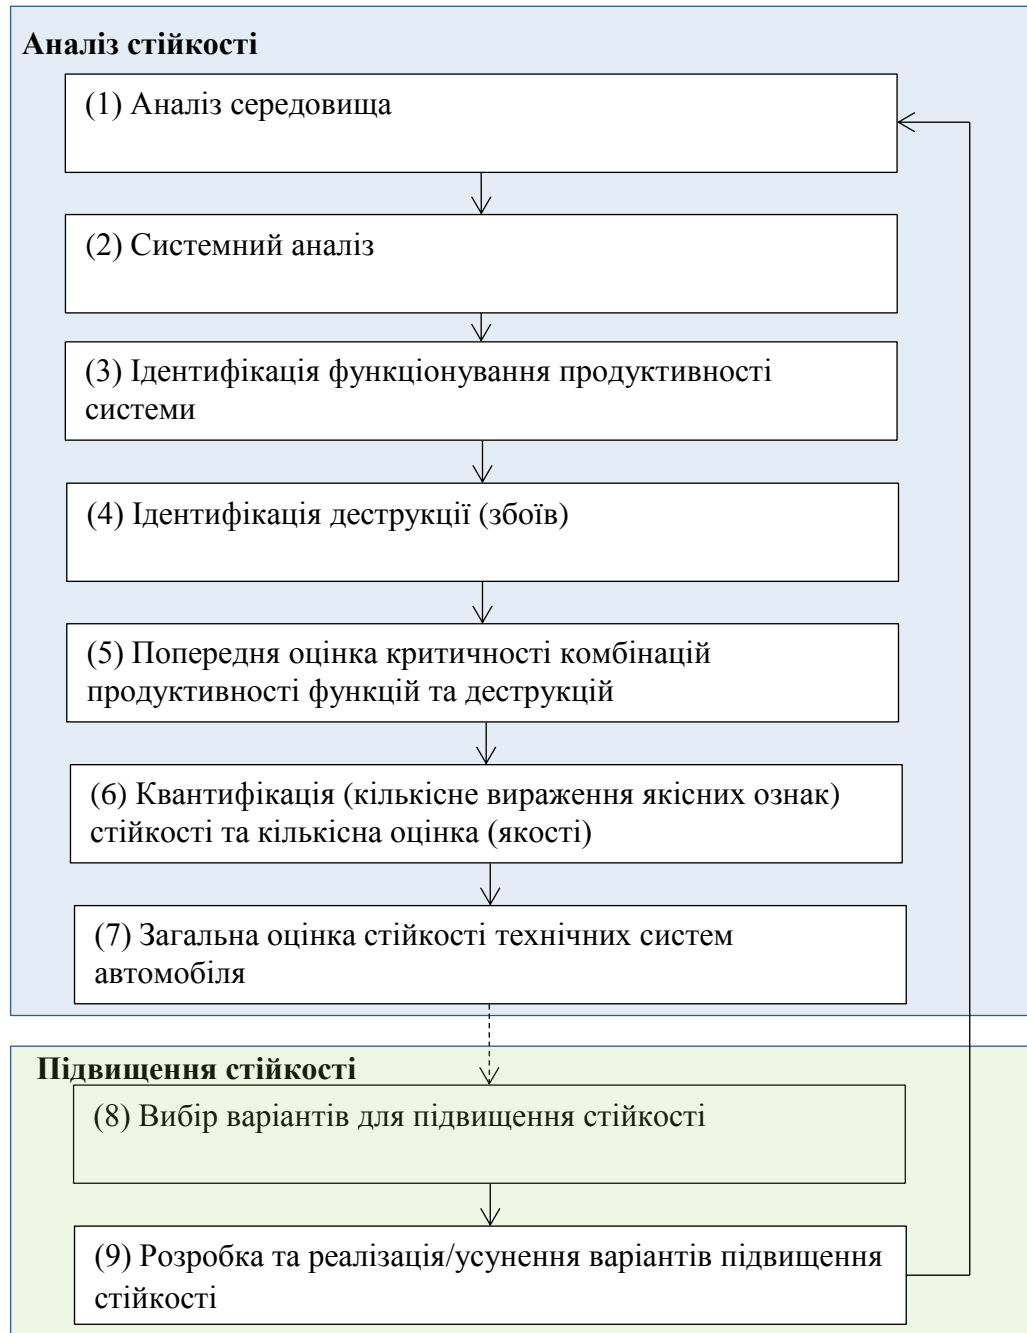 Аналіз стійкості
(1) Аналіз середовища
(2) Системний аналіз
(3) Ідентифікація функціонування продуктивності
системи
(4) Ідентифікація деструкції (збоїв)
(5) Попередня оцінка критичності комбінацій
продуктивності функцій та деструкцій
(6) Квантифікація (кількісне вираження якісних ознак)
стійкості та кількісна оцінка (якості)
(7) Загальна оцінка стійкості технічних систем
автомобіля
Підвищення стійкості
(8) Вибір варіантів для підвищення стійкості
(9) Розробка та реалізація/усунення варіантів підвищення
стійкості